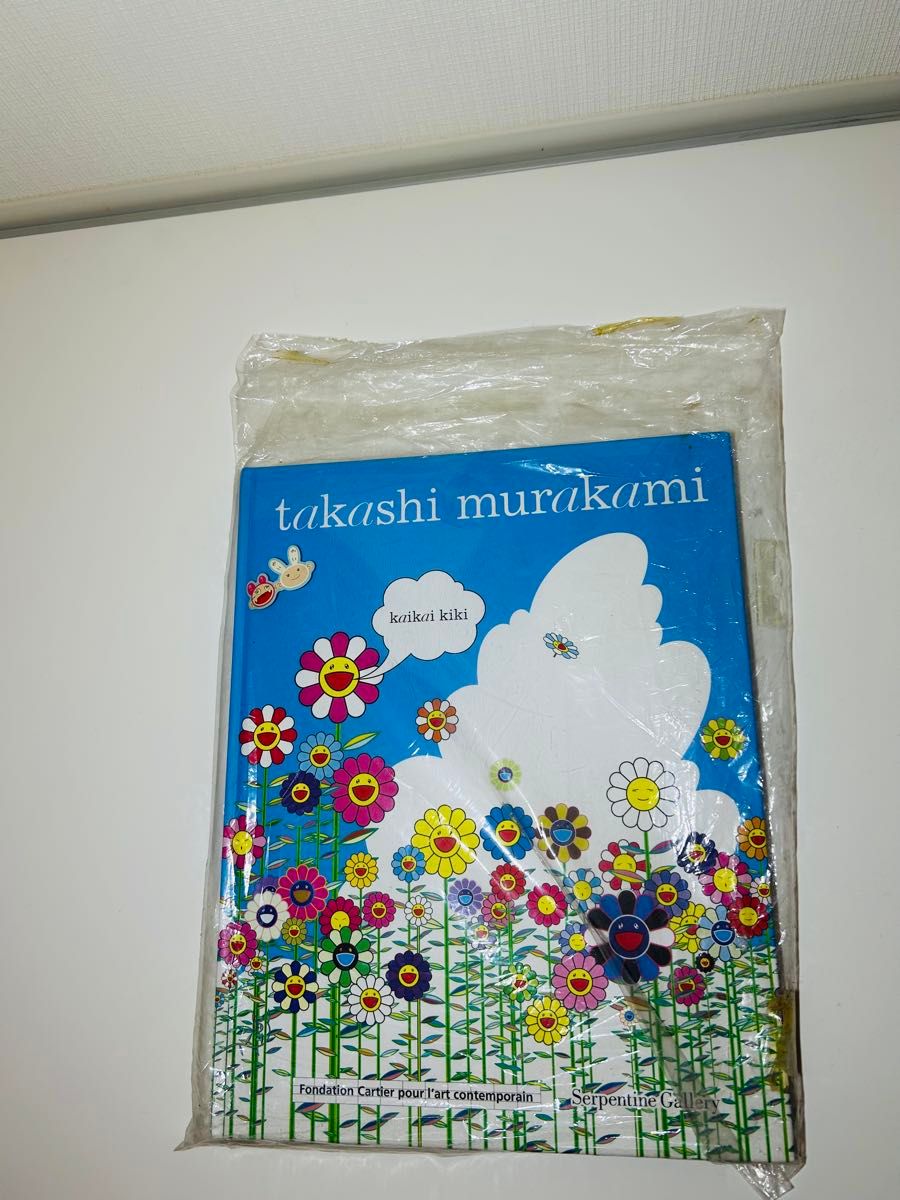 takashi murakami
kaikai kiki
Fondation Cartier pour l'art contemporain
Serpentine Gallery